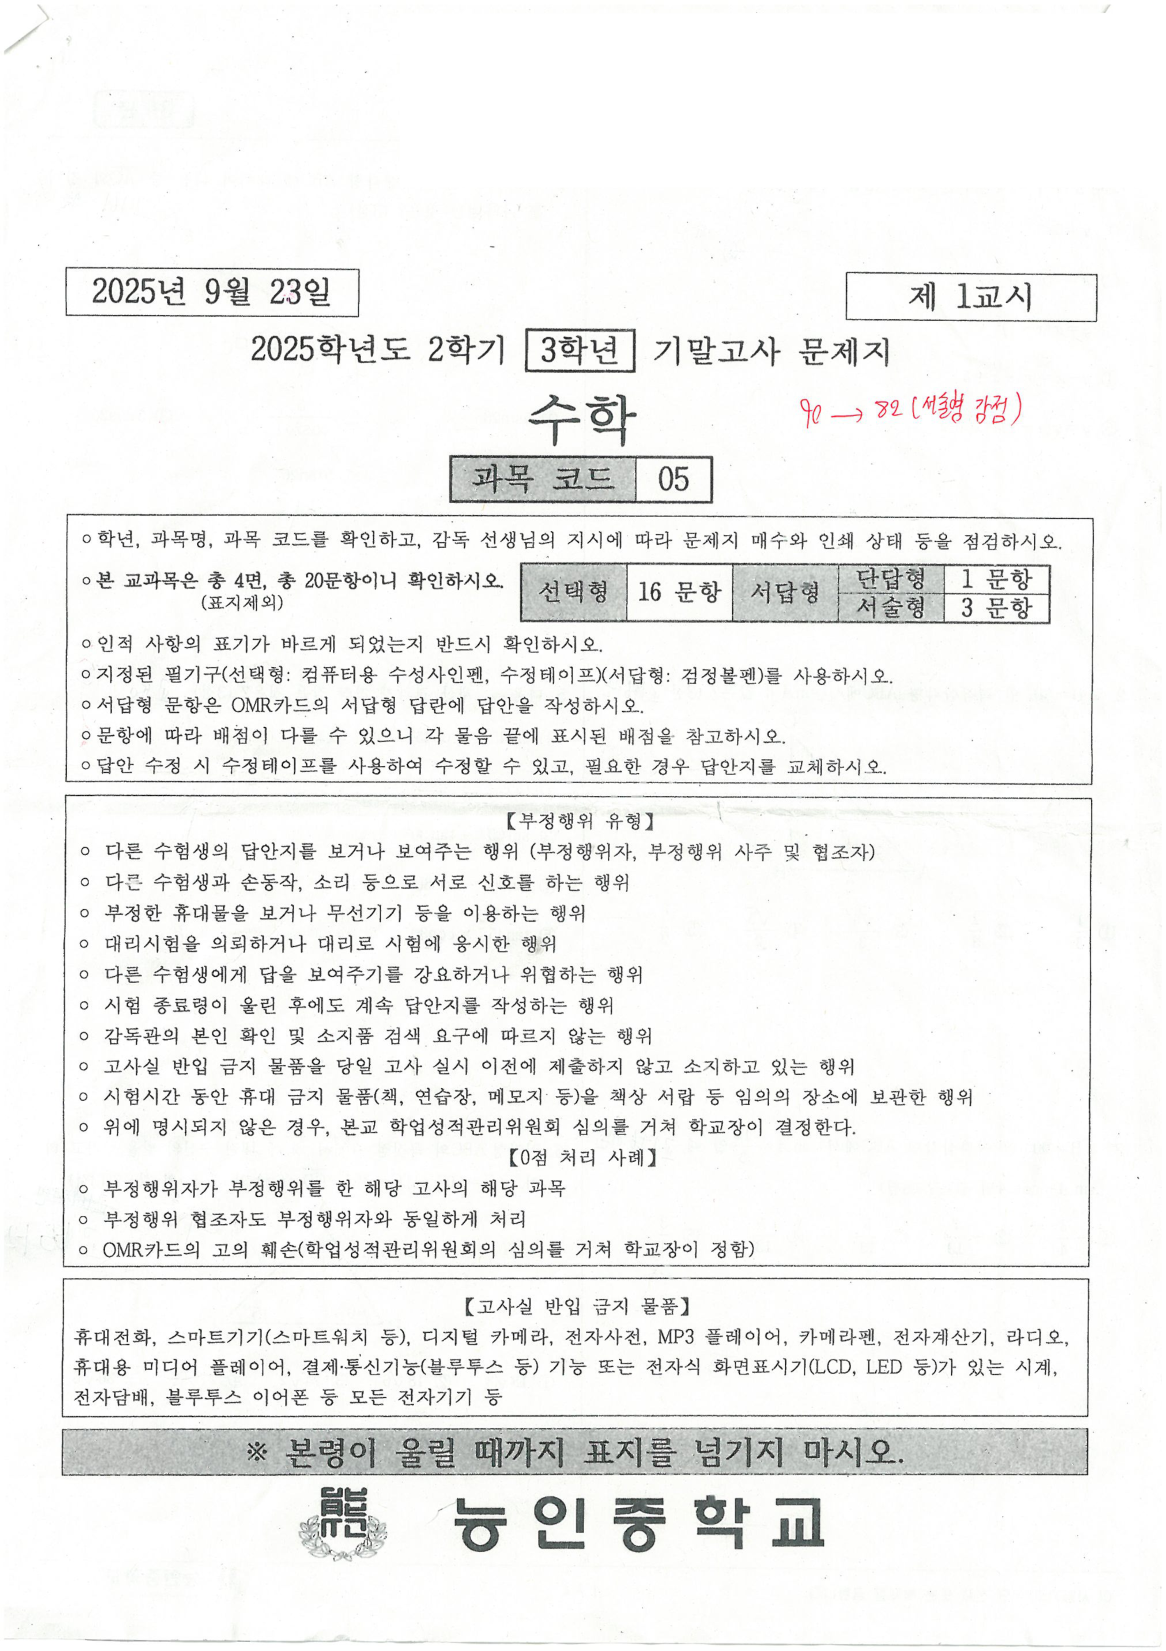 2025년 9월 23일
제 1교시
2025학년도 2학기 3학년 기말고사 문제지
수학
90 → 82 (서술형 감점)
과목 코드 05
○학년, 과목명, 과목 코드를 확인하고, 감독 선생님의 지시에 따라 문제지 매수와 인쇄 상태 등을 점검하시오.
○본 교과목은 총 4면, 총 20문항이니 확인하시오.
(표지제외)
선택형 16 문항 서답형 단답형 1 문항
서술형 3 문항
○인적 사항의 표기가 바르게 되었는지 반드시 확인하시오.
○지정된 필기구(선택형: 컴퓨터용 수성사인펜, 수정테이프)(서답형: 검정볼펜)를 사용하시오.
○서답형 문항은 OMR카드의 서답형 답란에 답안을 작성하시오.
○문항에 따라 배점이 다를 수 있으니 각 물음 끝에 표시된 배점을 참고하시오.
○답안 수정 시 수정테이프를 사용하여 수정할 수 있고, 필요한 경우 답안지를 교체하시오.
【부정행위 유형】
○ 다른 수험생의 답안지를 보거나 보여주는 행위 (부정행위자, 부정행위 사주 및 협조자)
○ 다른 수험생과 손동작, 소리 등으로 서로 신호를 하는 행위
○ 부정한 휴대물을 보거나 무선기기 등을 이용하는 행위
○ 대리시험을 의뢰하거나 대리로 시험에 응시한 행위
○ 다른 수험생에게 답을 보여주기를 강요하거나 위협하는 행위
○ 시험 종료령이 울린 후에도 계속 답안지를 작성하는 행위
○ 감독관의 본인 확인 및 소지품 검색 요구에 따르지 않는 행위
○ 고사실 반입 금지 물품을 당일 고사 실시 이전에 제출하지 않고 소지하고 있는 행위
○ 시험시간 동안 휴대 금지 물품(책, 연습장, 메모지 등)을 책상 서랍 등 임의의 장소에 보관한 행위
○ 위에 명시되지 않은 경우, 본교 학업성적관리위원회 심의를 거쳐 학교장이 결정한다.
【0점 처리 사례】
○ 부정행위자가 부정행위를 한 해당 고사의 해당 과목
○ 부정행위 협조자도 부정행위자와 동일하게 처리
○ OMR카드의 고의 훼손(학업성적관리위원회의 심의를 거쳐 학교장이 정함)
【고사실 반입 금지 물품】
휴대전화, 스마트기기(스마트워치 등), 디지털 카메라, 전자사전, MP3 플레이어, 카메라펜, 전자계산기, 라디오,
휴대용 미디어 플레이어, 결제·통신기능(블루투스 등) 기능 또는 전자식 화면표시기(LCD, LED 등)가 있는 시계,
전자담배, 블루투스 이어폰 등 모든 전자기기 등
※ 본령이 울릴 때까지 표지를 넘기지 마시오.
능인중학교